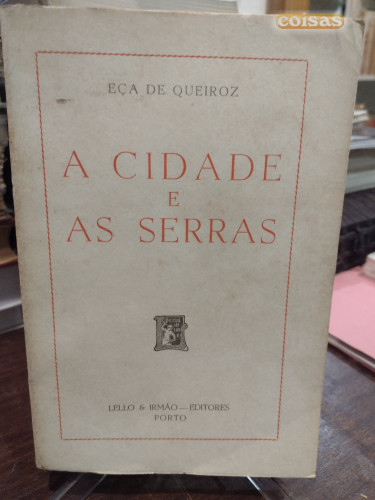 coisas
EÇA DE QUEIROZ
A CIDADE
E
AS SERRAS
LELLO & IRMÃO — EDITORES
PORTO